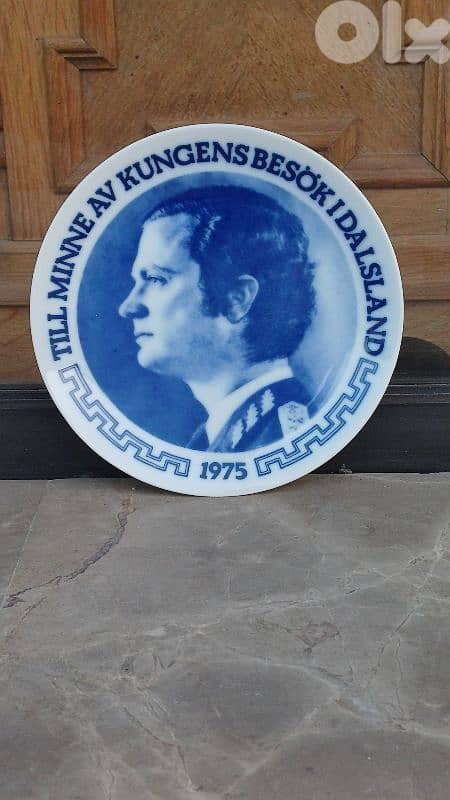 OLX
TILL MINNE AV KUNGENS BESÖK I DALSLAND
1975